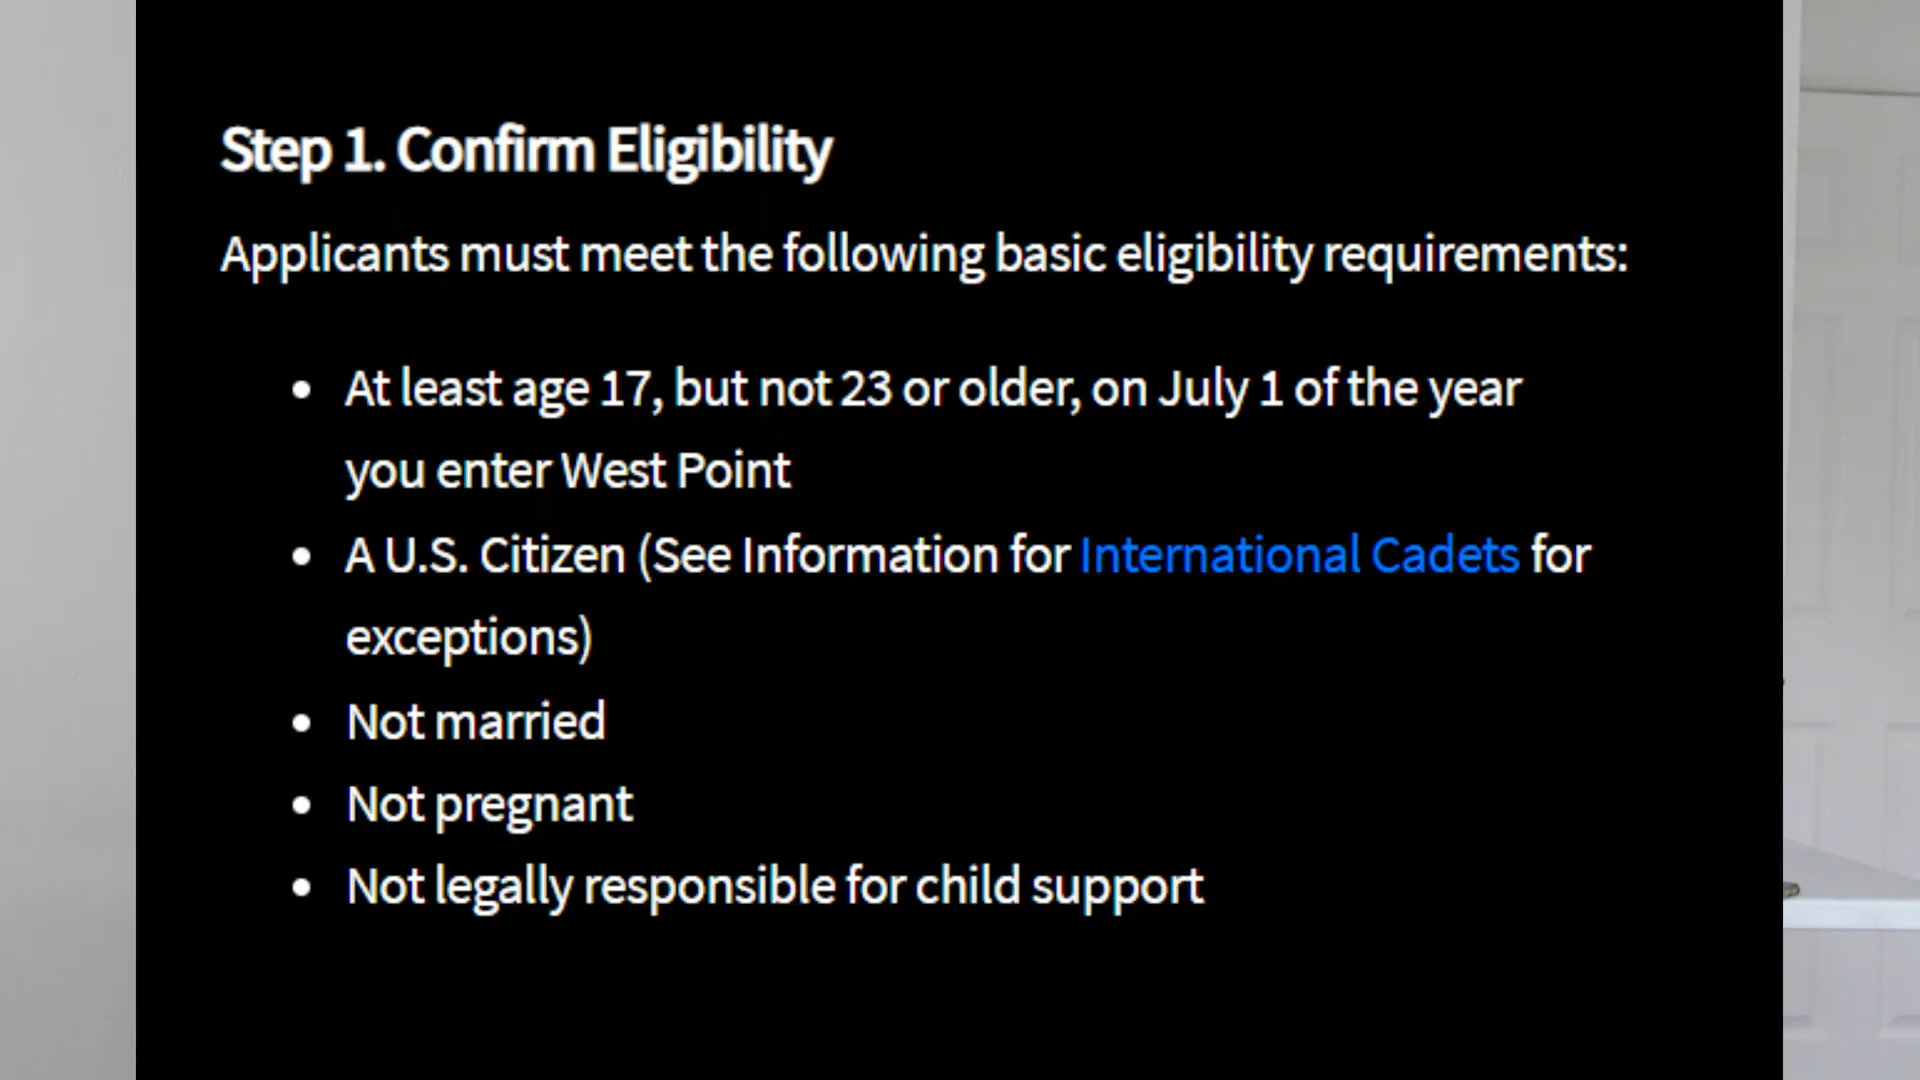 Step 1. Confirm Eligibility
Applicants must meet the following basic eligibility requirements:
At least age 17, but not 23 or older, on July 1 of the year
you enter West Point
A U.S. Citizen (See Information for International Cadets for
exceptions)
Not married
Not pregnant
Not legally responsible for child support